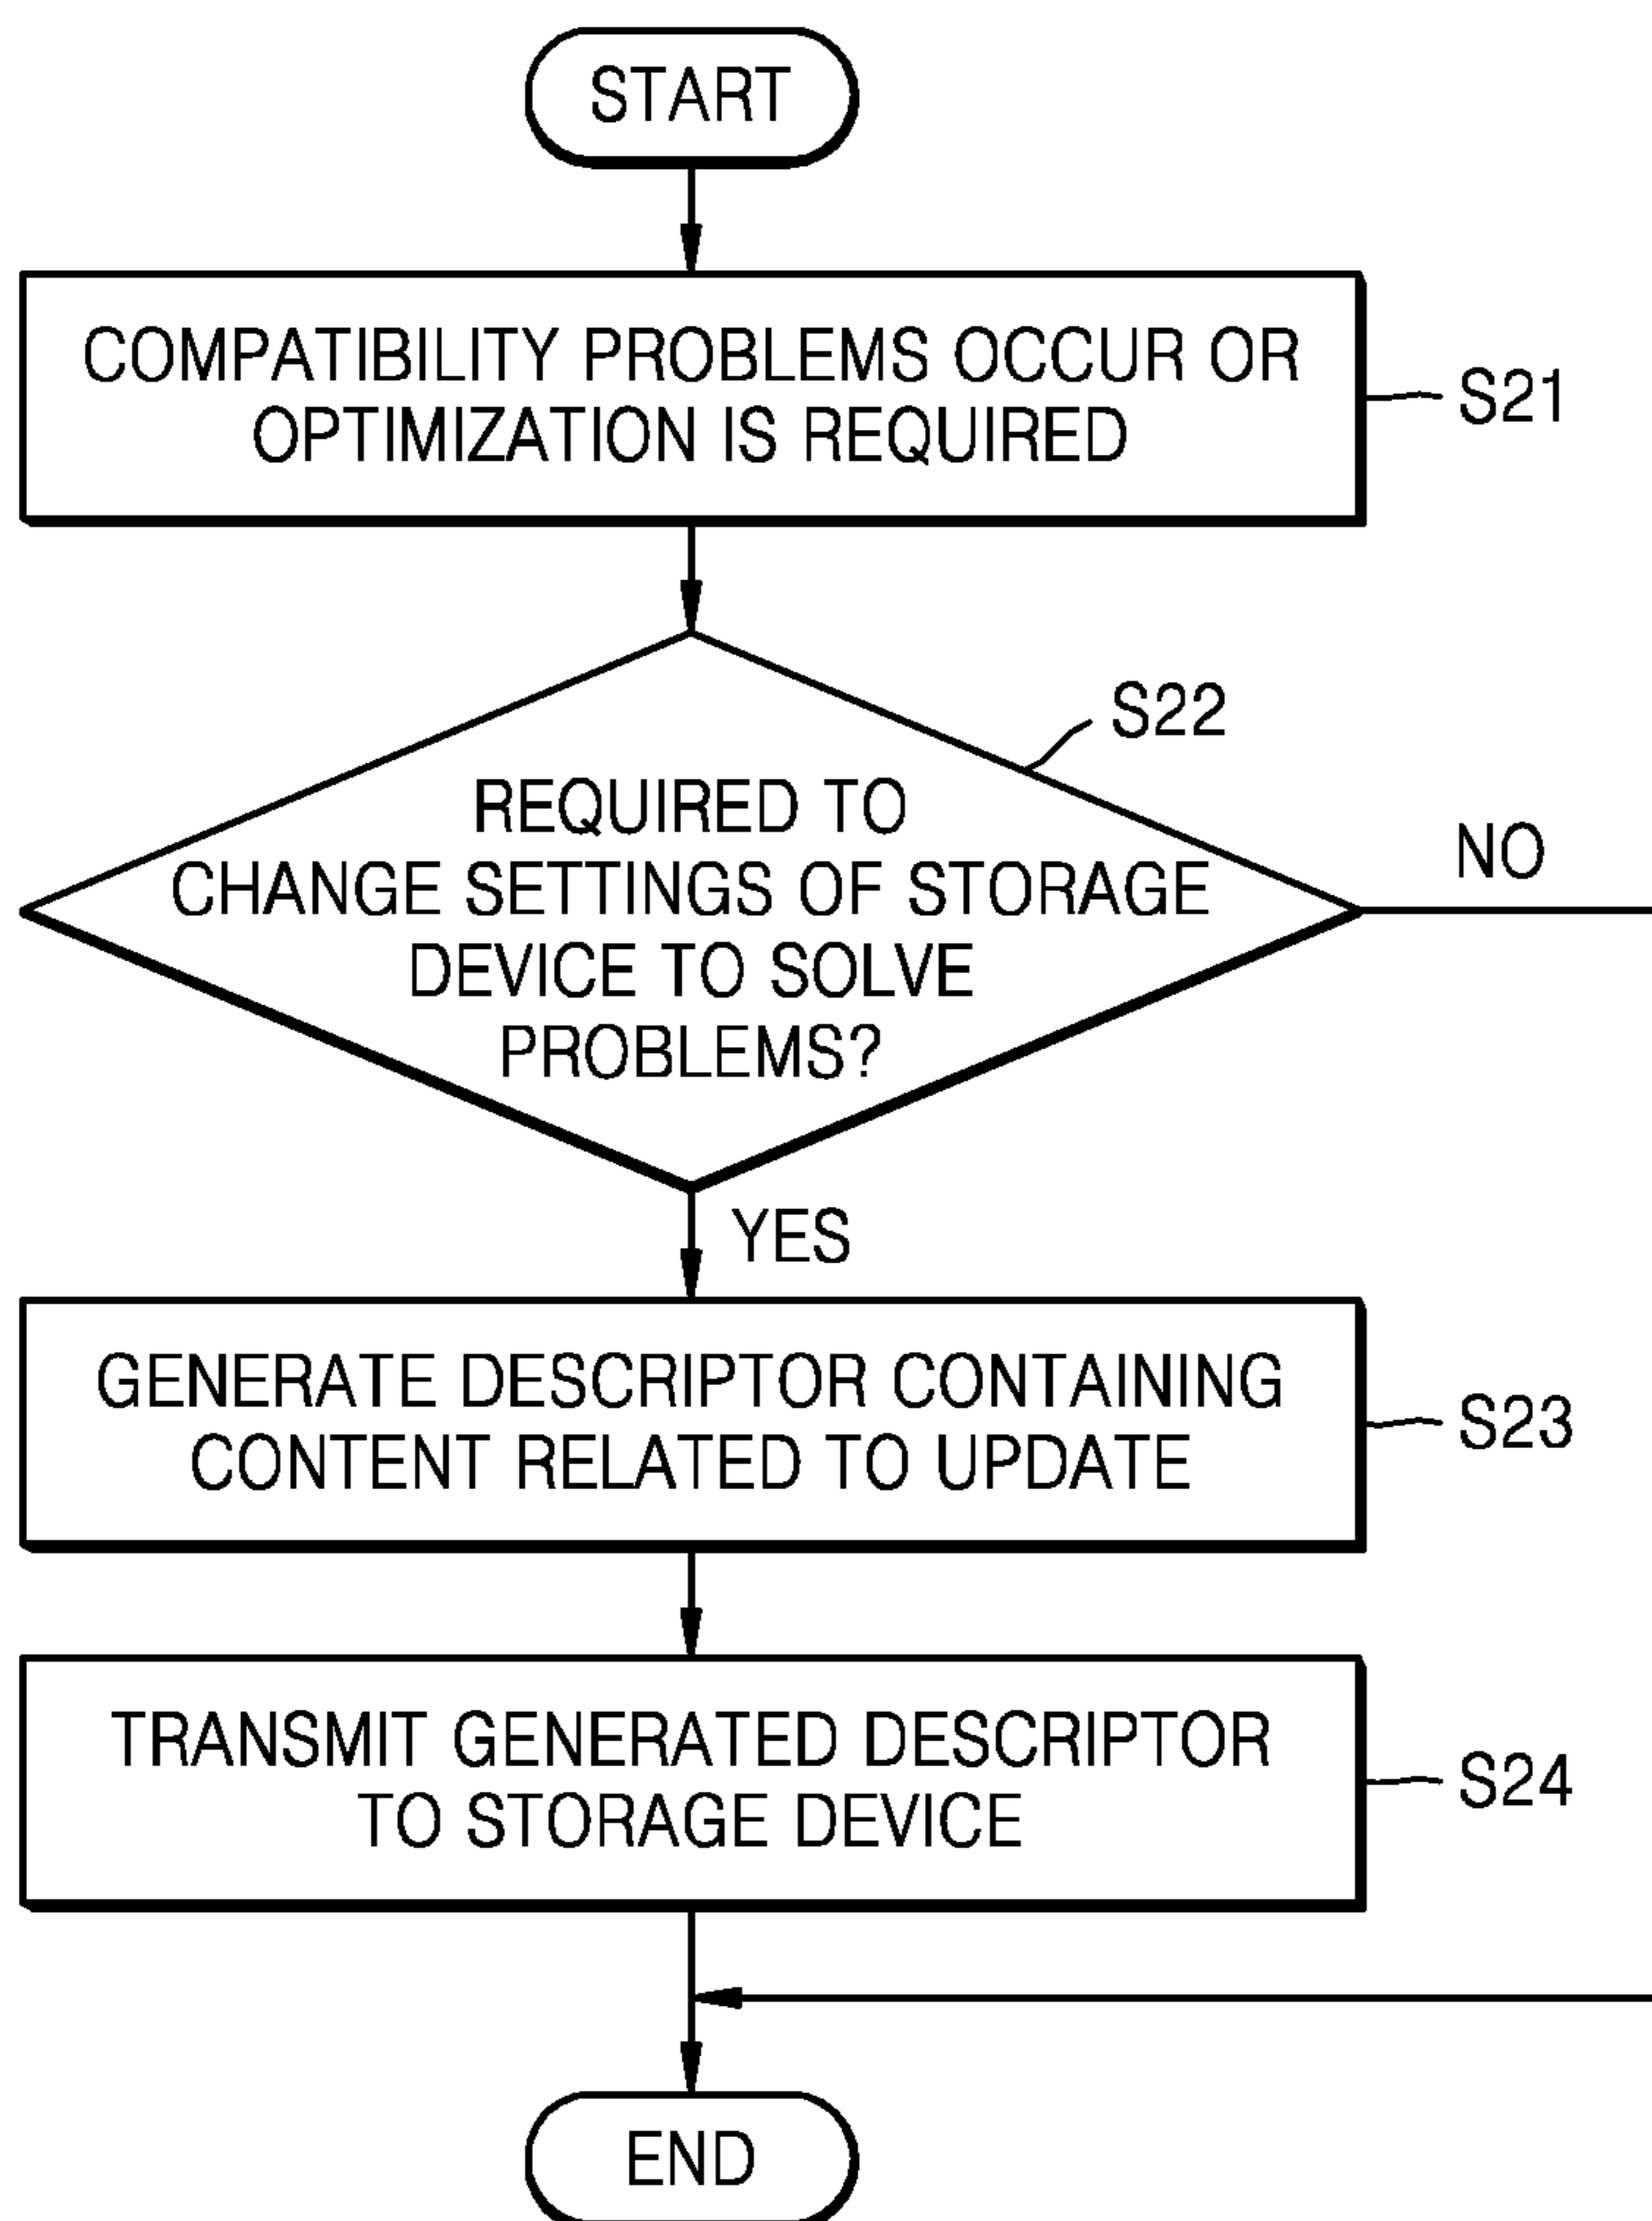 START
COMPATIBILITY PROBLEMS OCCUR OR
OPTIMIZATION IS REQUIRED
S21
S22
REQUIRED TO
CHANGE SETTINGS OF STORAGE
DEVICE TO SOLVE
PROBLEMS?
NO
YES
GENERATE DESCRIPTOR CONTAINING
CONTENT RELATED TO UPDATE
S23
TRANSMIT GENERATED DESCRIPTOR
TO STORAGE DEVICE
S24
END